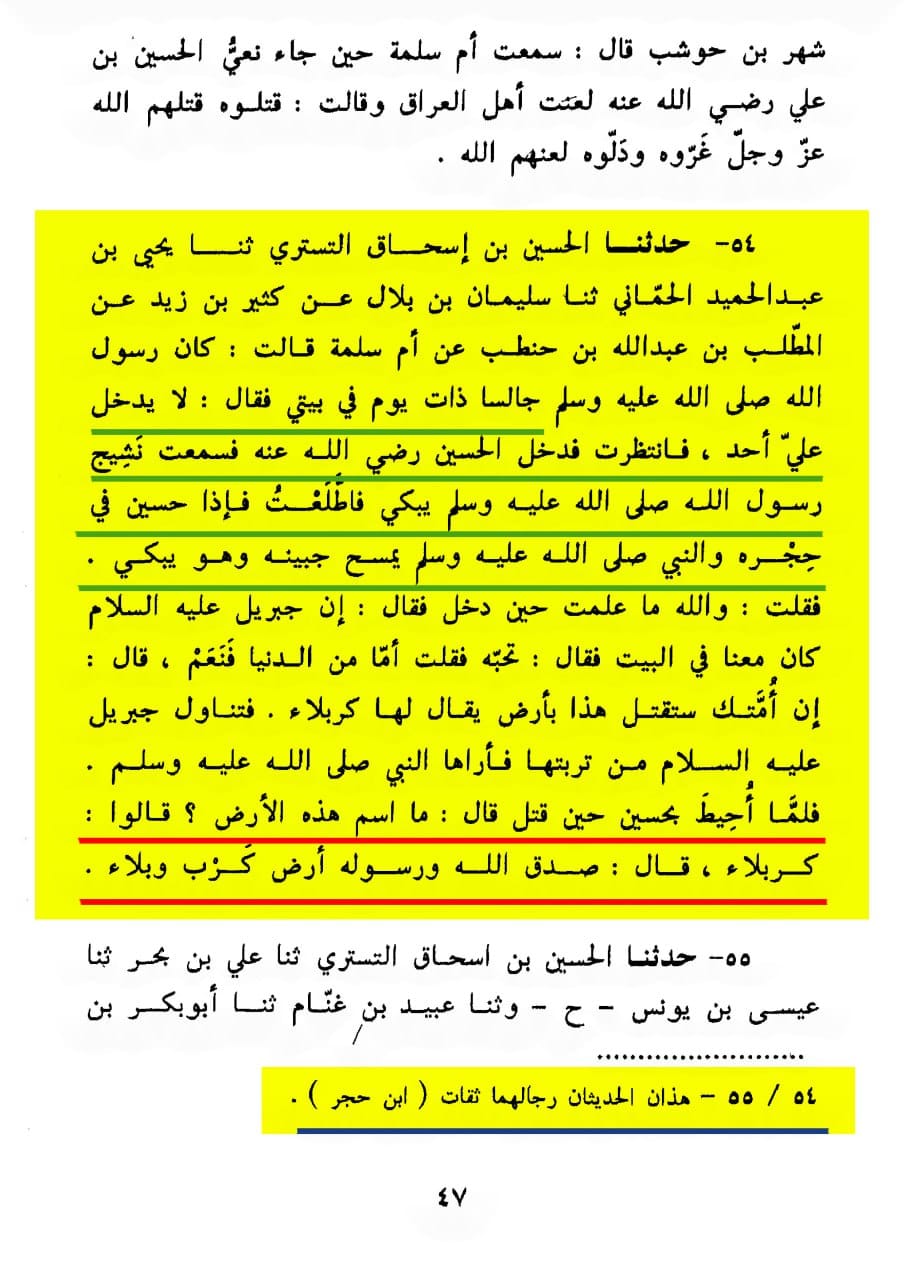 شهر بن حوشب قال : سمعت أم سلمة حين جاء نعيُّ الحسين بن
علي رضي الله عنه لعنت أهل العراق وقالت : قتلوه قتلهم الله
عزّ وجلّ غَرّوه ودَلّوه لعنهم الله .
٥٤- حدثنا الحسين بن إسحاق التستري ثنا يحيى بن
عبدالحميد الحمّاني ثنا سليمان بن بلال عن كثير بن زيد عن
المطّلب بن عبدالله بن حنطب عن أم سلمة قالت : كان رسول
الله صلى الله عليه وسلم جالسا ذات يوم في بيتي فقال : لا يدخل
عليّ أحد ، فانتظرت فدخل الحسين رضي الله عنه فسمعت نَشِيج
رسول الله صلى الله عليه وسلم يبكي فاطَّلَعْتُ فإذا حسين في
حِجْره والنبي صلى الله عليه وسلم يمسح جبينه وهو يبكي .
فقلت : والله ما علمت حين دخل فقال : إن جبريل عليه السلام
كان معنا في البيت فقال : تحبّه فقلت أمّا من الدنيا فَنَعَمْ ، قال :
إن أُمَّتك ستقتل هذا بأرض يقال لها كربلاء . فتناول جبريل
عليه السلام من تربتها فأراها النبي صلى الله عليه وسلم .
فلمَّا أُحِيطَ بحسين حين قتل قال : ما اسم هذه الأرض ؟ قالوا :
كربلاء ، قال : صدق الله ورسوله أرض كَرْب وبلاء .
٥٥- حدثنا الحسين بن اسحاق التستري ثنا علي بن بحر ثنا
عيسى بن يونس – ح – وثنا عبيد بن غنّام ثنا أبوبكر بن
٥٤ / ٥٥ – هذان الحديثان رجالهما ثقات ( ابن حجر ) .
٤٧